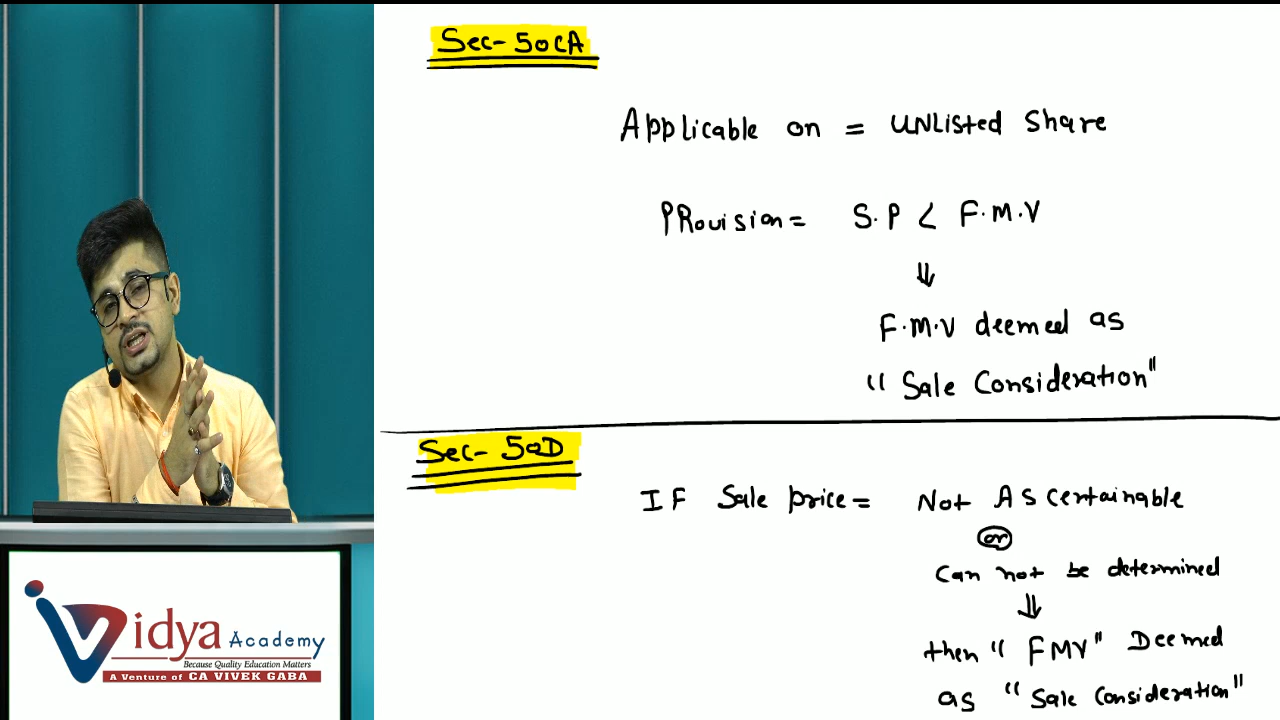 Sec-50CA
Applicable on = UNListed Share
PRovision= S.P < F.M.V
⇓
F.M.V deemed as
“ Sale Consideration"
Sec- 50D
IF Sale price= Not AScertainable
or
Can not be determined
⇓
then “ FMV" Deemed
as “ Sale Consideration"
Vidya Academy
Because Quality Education Matters
A Venture of CA VIVEK GABA